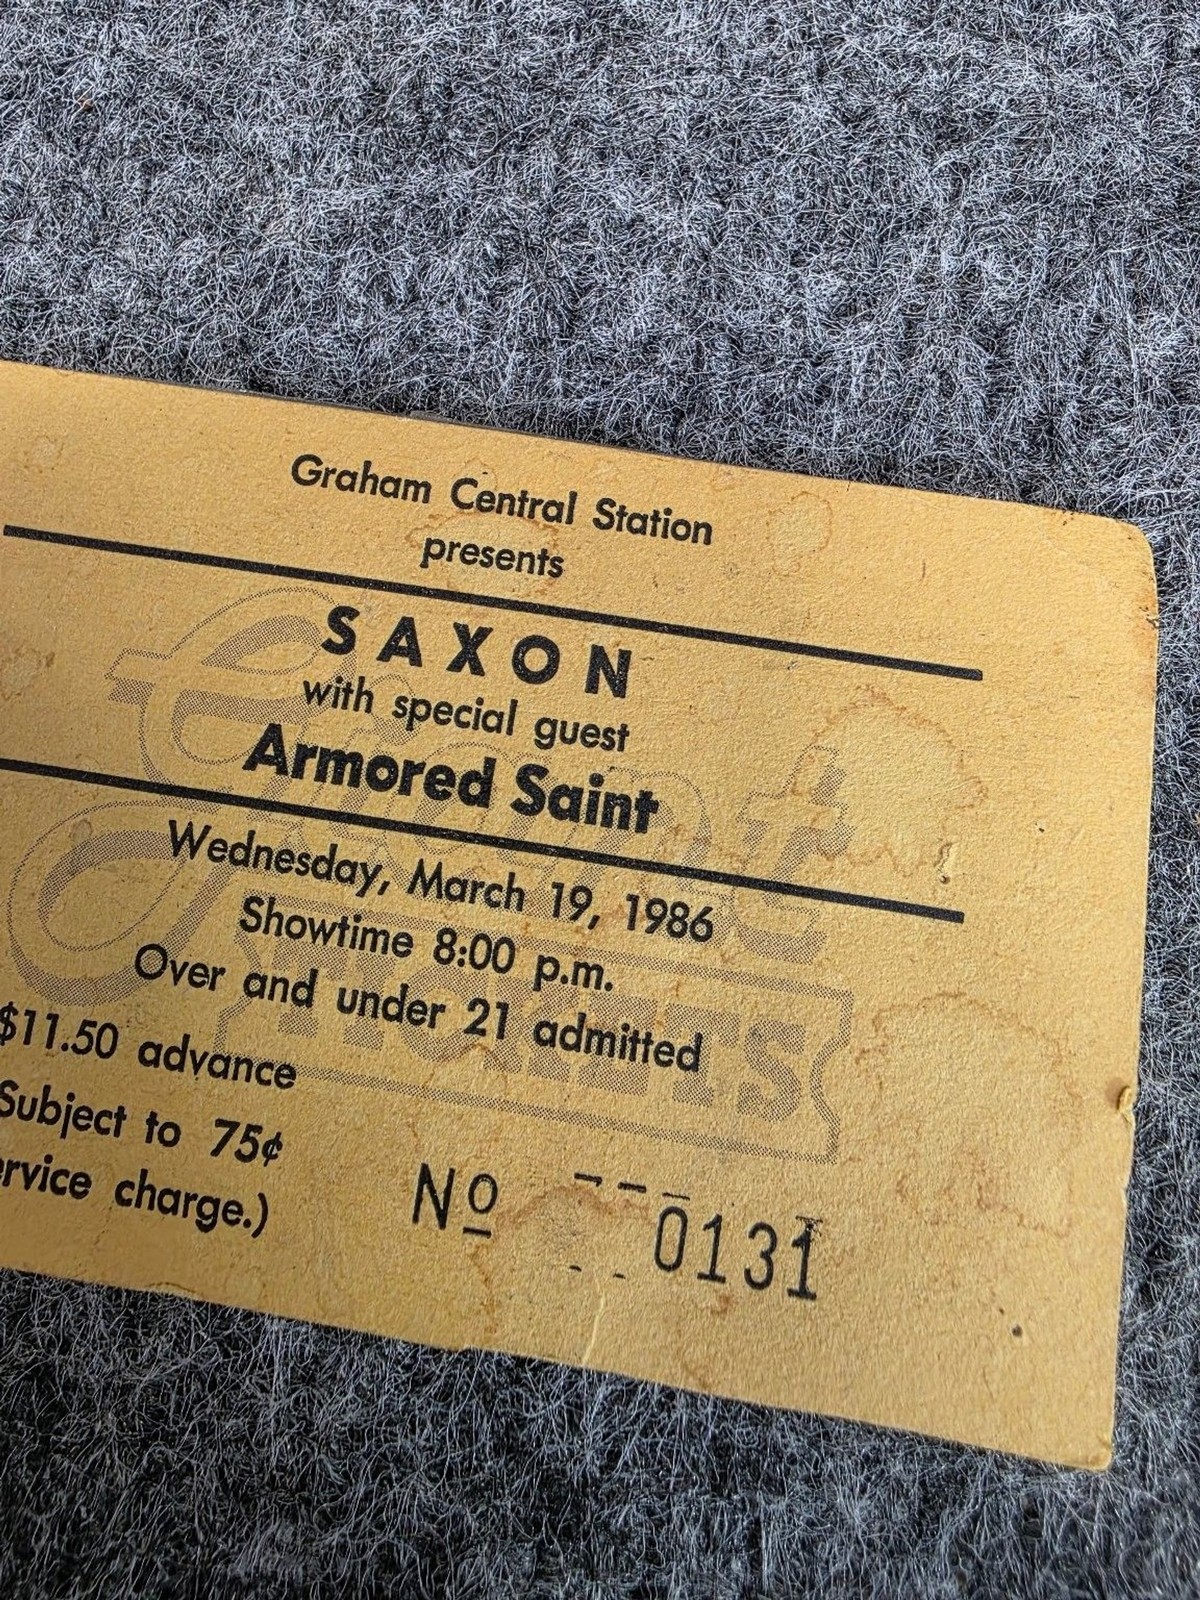 Graham Central Station
presents
SAXON
with special guest
Armored Saint
Wednesday, March 19, 1986
Showtime 8:00 p.m.
Over and under 21 admitted
$11.50 advance
Subject to 75¢
charge.)
Nº 0131